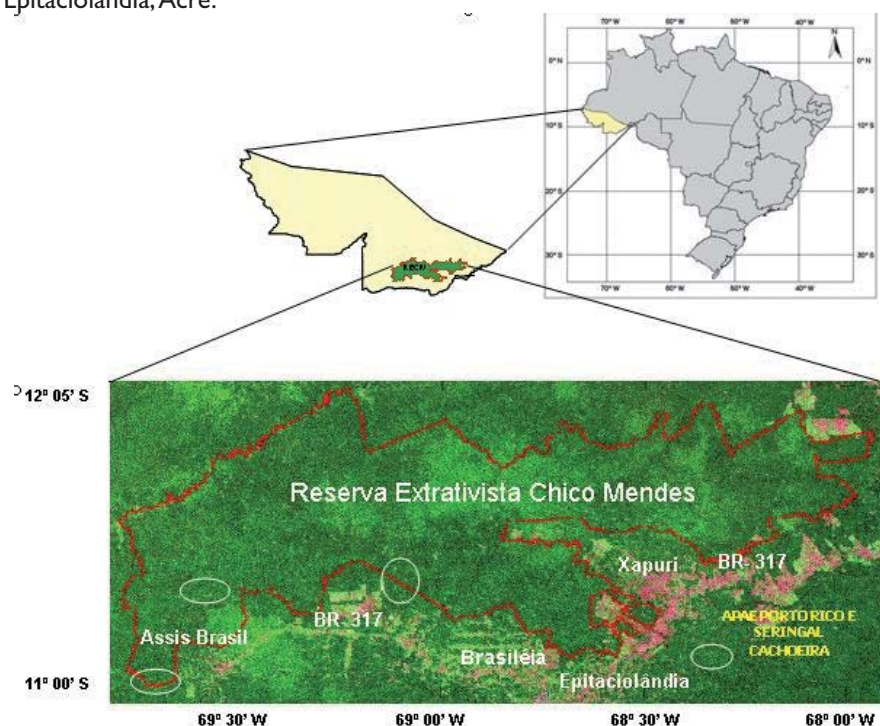 Epitaciolândia, Acre.
N
70° W 60° W 50° W 40° W
0° N 0° N
10° S 10° S
20° S 20° S
30° S 30° S
70° W 60° W 50° W 40° W
12° 05' S
Reserva Extrativista Chico Mendes
Xapuri
BR- 317
BR- 317
Assis Brasil
APAE PORTO RICO E
SERINGAL
CACHOEIRA
Brasiléia
Epitaciolândia
11° 00' S
69° 30' W 69° 00' W 68° 30' W 68° 00' W